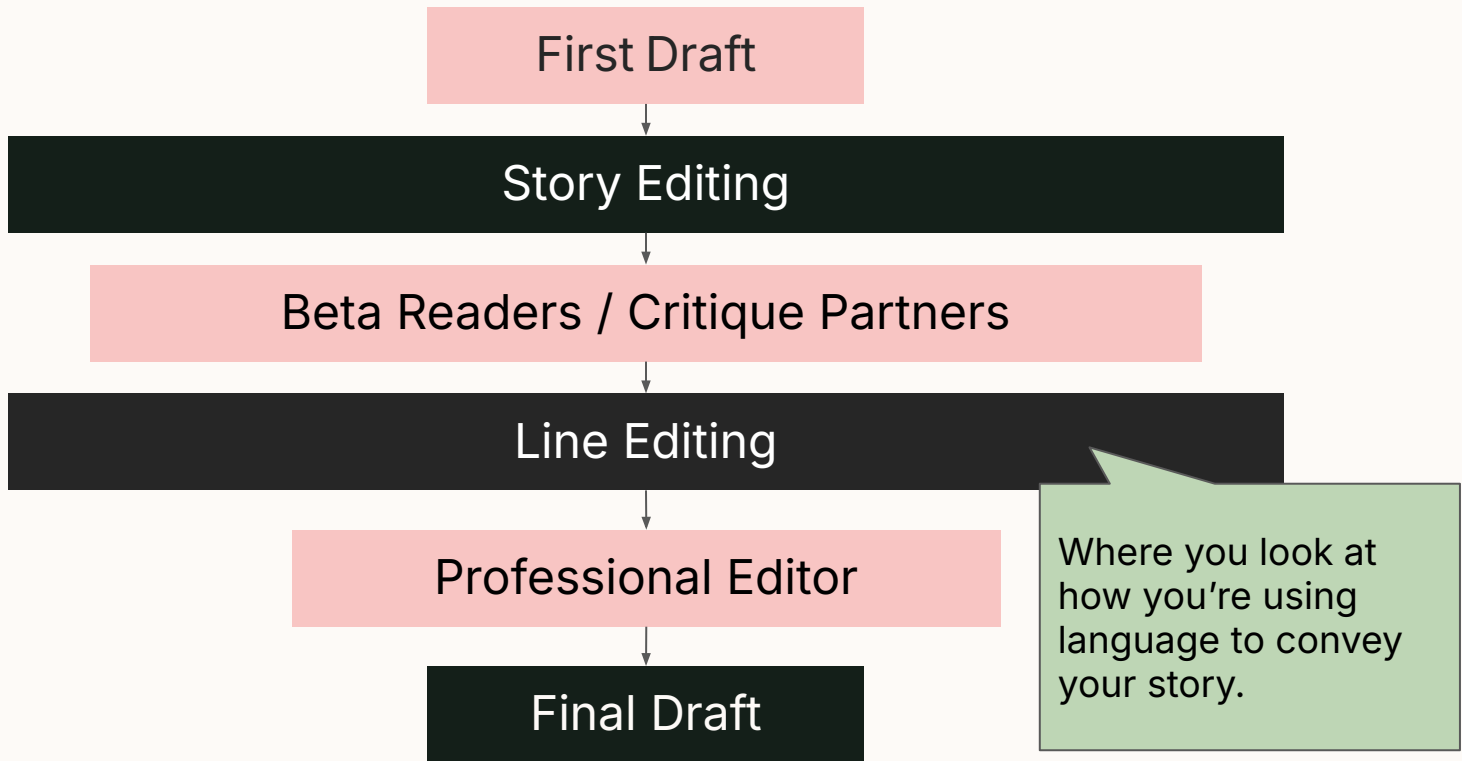 First Draft
Story Editing
Beta Readers / Critique Partners
Line Editing
Professional Editor
Final Draft
Where you look at
how you’re using
language to convey
your story.